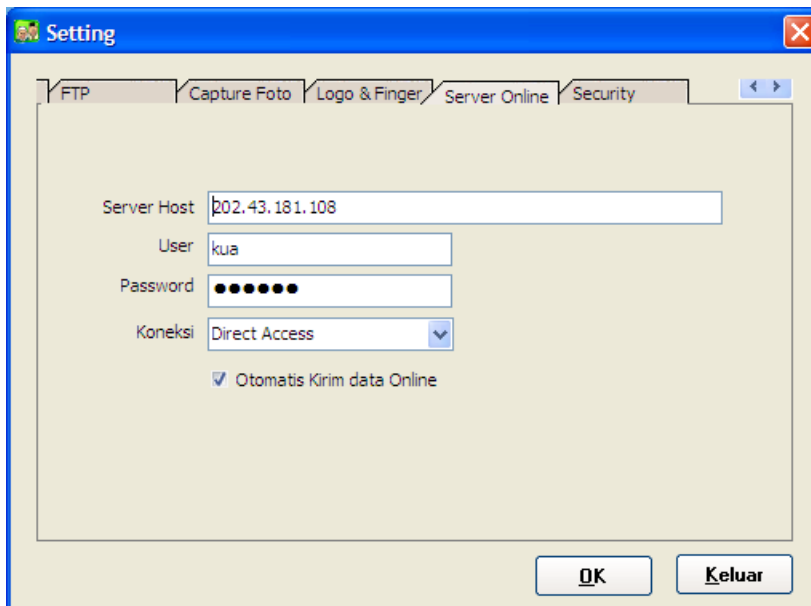 Setting
FTP Capture Foto Logo & Finger Server Online Security
Server Host 202.43.181.108
User kua
Password ●●●●●●
Koneksi Direct Access
Otomatis Kirim data Online
OK Keluar